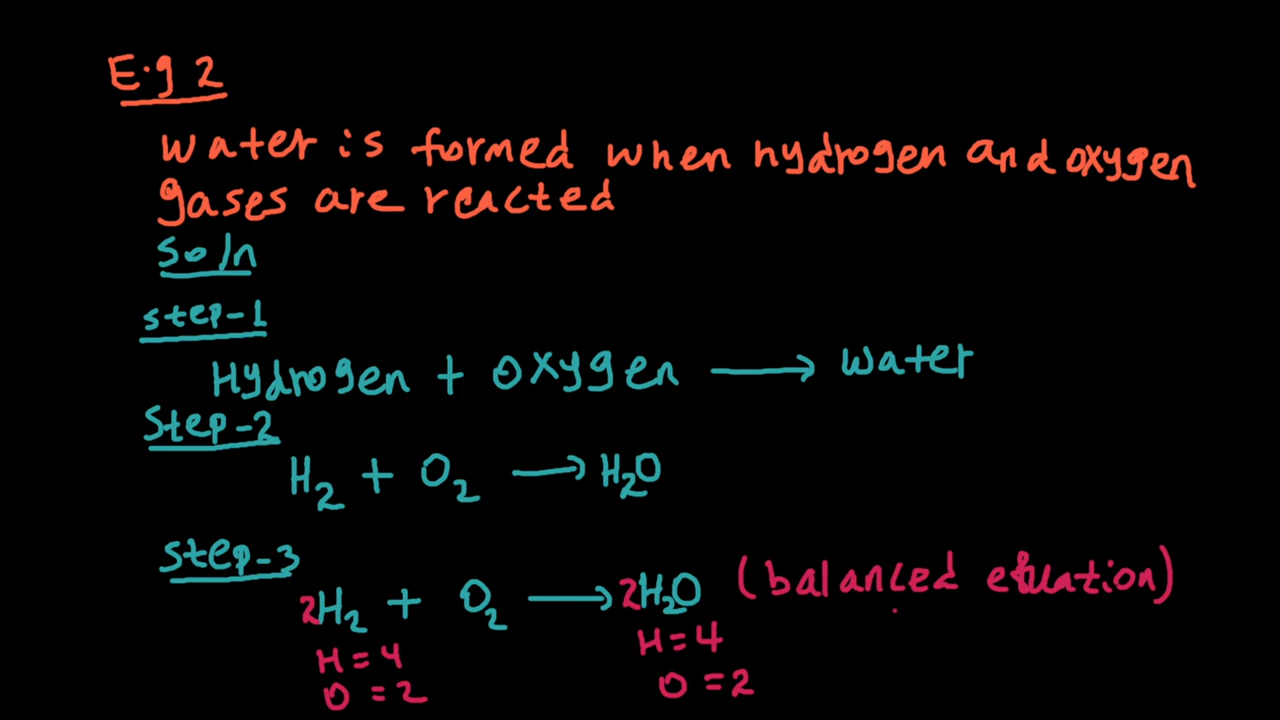 E.g 2
Water is formed when hydrogen and oxygen
gases are reacted
Soln
step-1
Hydrogen + Oxygen ⟶ Water
Step-2
H₂ + O₂ ⟶ H₂O
Step-3
2H₂ + O₂ ⟶ 2H₂O (balanced equation)
H = 4 H = 4
O = 2 O = 2